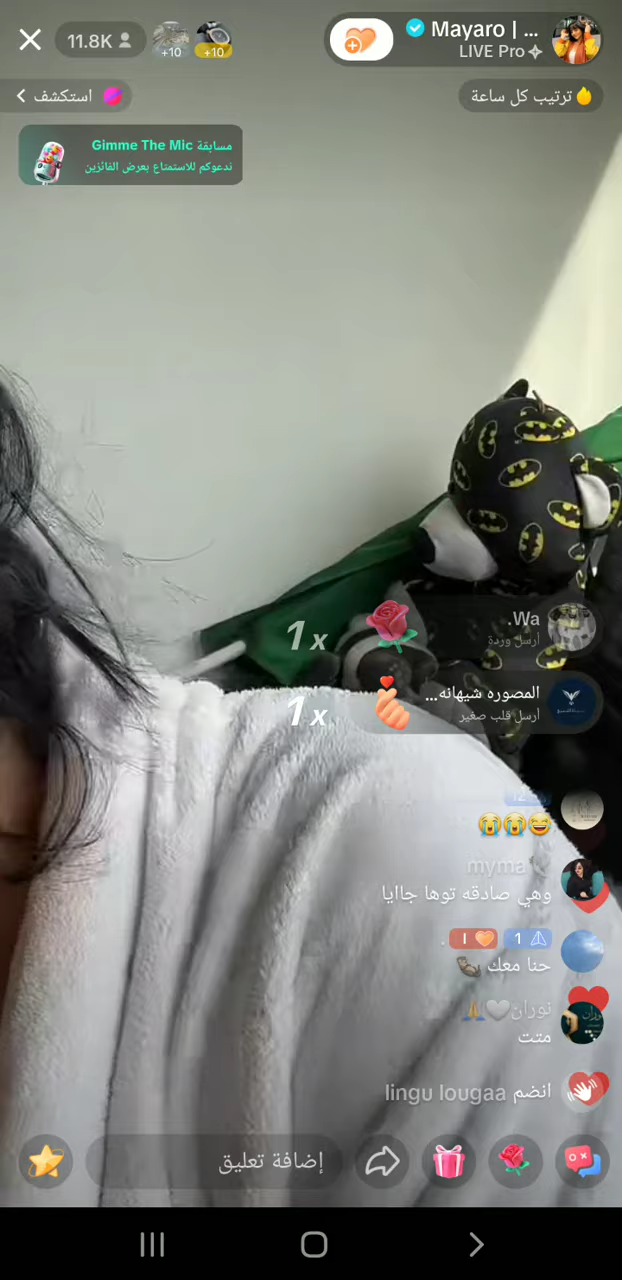 11.8K
+10
+10
Mayaro | ...
LIVE Pro
استكشف
ترتيب كل ساعة
مسابقة Gimme The Mic
ندعوكم للاستمتاع بعرض الفائزين
Wa.
أرسل وردة
1x
المصوره شيهانه...
أرسل قلب صغير
1x
😭😭😂
myma
وهي صادقه توها جاايا
1
I
.
حنا معك
نوران🤍🙏
متت
lingu lougaa انضم
إضافة تعليق